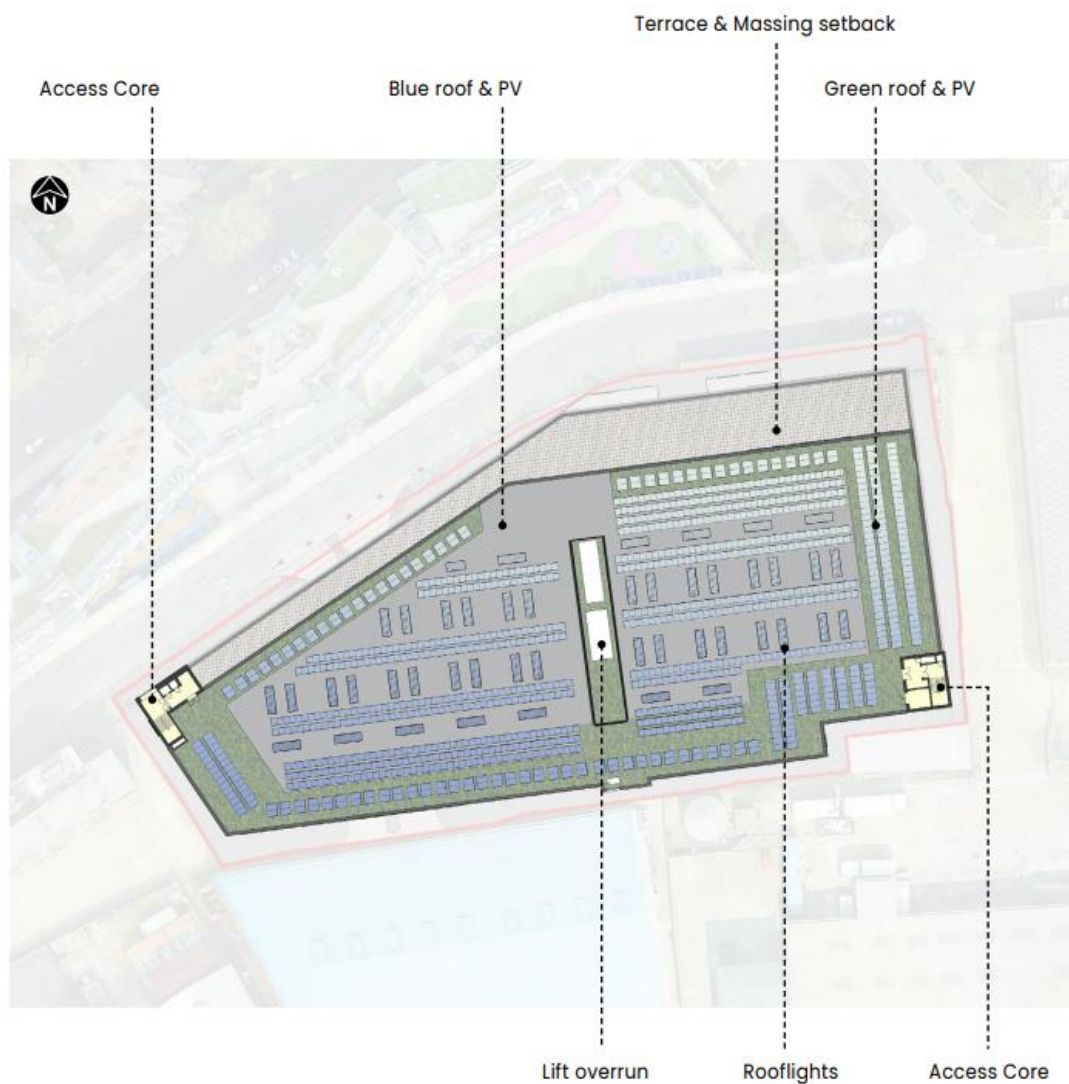 Terrace & Massing setback
Access Core
Blue roof & PV
Green roof & PV
N
Lift overrun
Rooflights
Access Core